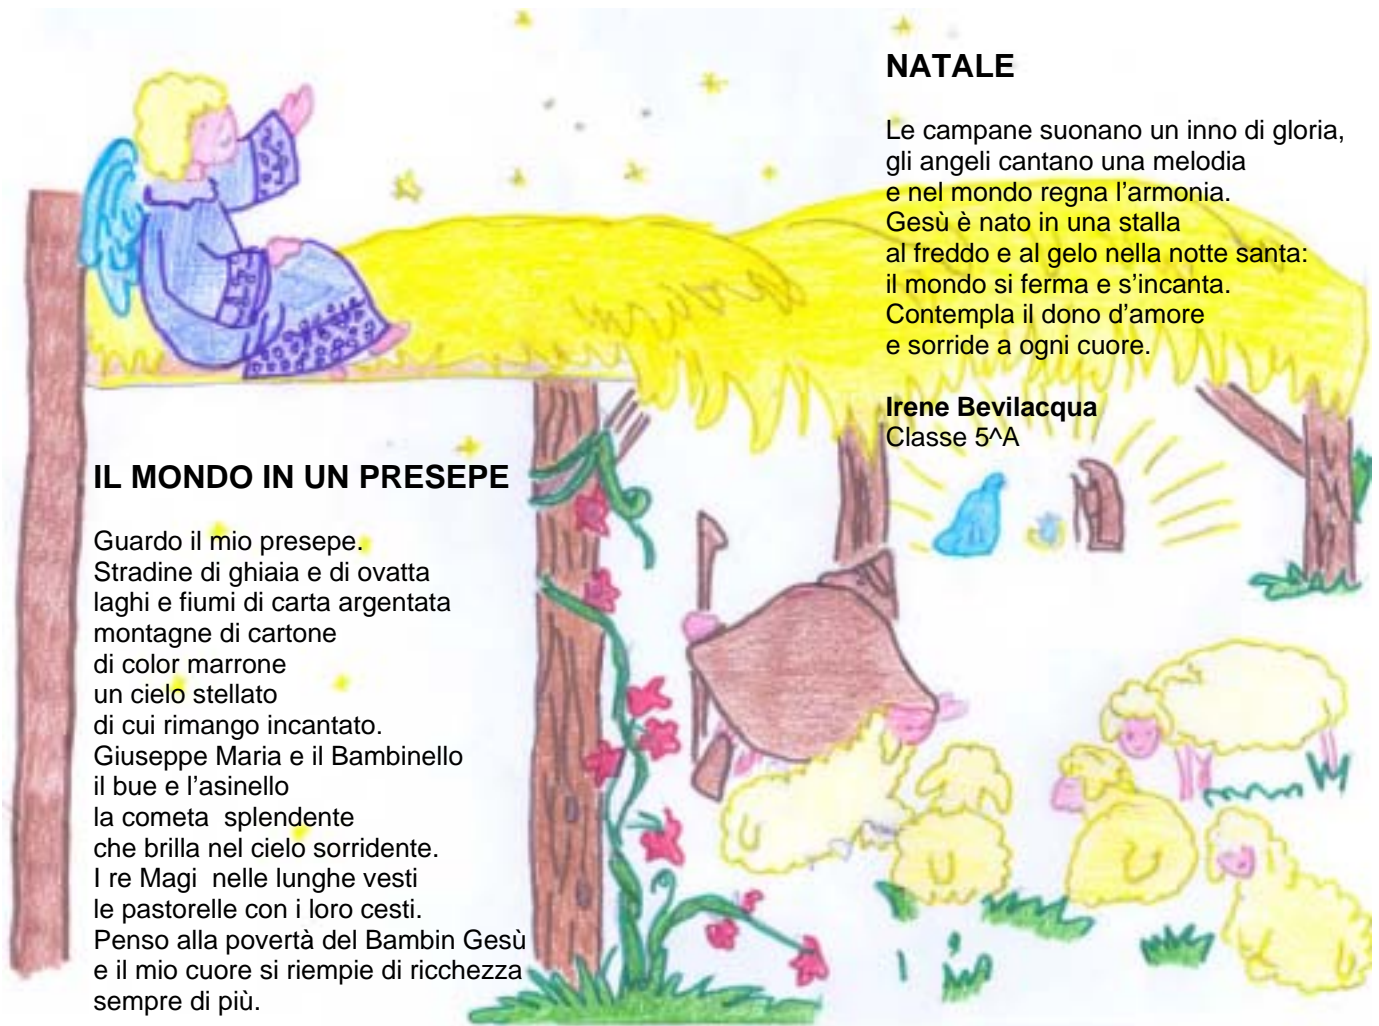 NATALE
Le campane suonano un inno di gloria,
gli angeli cantano una melodia
e nel mondo regna l'armonia.
Gesù è nato in una stalla
al freddo e al gelo nella notte santa:
il mondo si ferma e s'incanta.
Contempla il dono d'amore
e sorride a ogni cuore.
Irene Bevilacqua
Classe 5^A
IL MONDO IN UN PRESEPE
Guardo il mio presepe.
Stradine di ghiaia e di ovatta
laghi e fiumi di carta argentata
montagne di cartone
di color marrone
un cielo stellato
di cui rimango incantato.
Giuseppe Maria e il Bambinello
il bue e l'asinello
la cometa  splendente
che brilla nel cielo sorridente.
I re Magi  nelle lunghe vesti
le pastorelle con i loro cesti.
Penso alla povertà del Bambin Gesù
e il mio cuore si riempie di ricchezza
sempre di più.